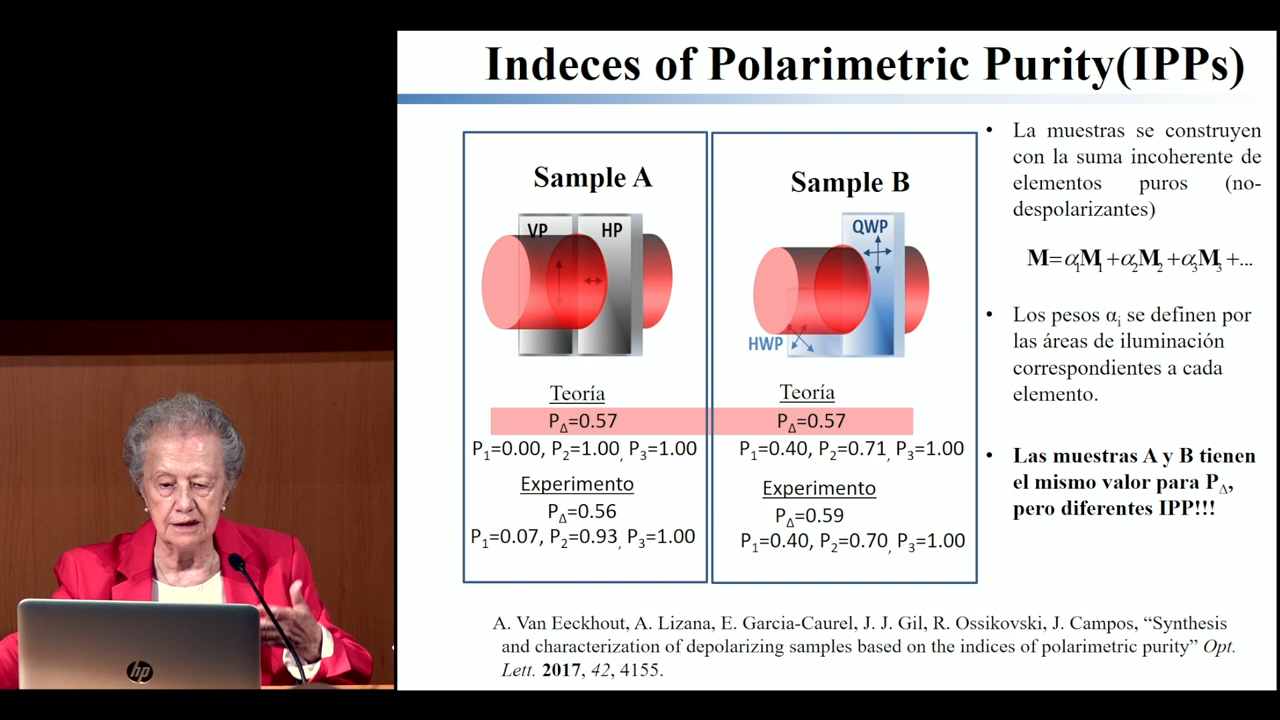 Indeces of Polarimetric Purity(IPPs)
Sample A
VP
HP
Teoría
PΔ=0.57
P1=0.00, P2=1.00, P3=1.00
Experimento
PΔ=0.56
P1=0.07, P2=0.93, P3=1.00
Sample B
QWP
HWP
Teoría
PΔ=0.57
P1=0.40, P2=0.71, P3=1.00
Experimento
PΔ=0.59
P1=0.40, P2=0.70, P3=1.00
• La muestras se construyen
con la suma incoherente de
elementos puros (no-
despolarizantes)
M=α1M1+α2M2+α3M3+...
• Los pesos αi se definen por
las áreas de iluminación
correspondientes a cada
elemento.
• Las muestras A y B tienen
el mismo valor para PΔ,
pero diferentes IPP!!!
A. Van Eeckhout, A. Lizana, E. Garcia-Caurel, J. J. Gil, R. Ossikovski, J. Campos, “Synthesis
and characterization of depolarizing samples based on the indices of polarimetric purity” Opt.
Lett. 2017, 42, 4155.
hp